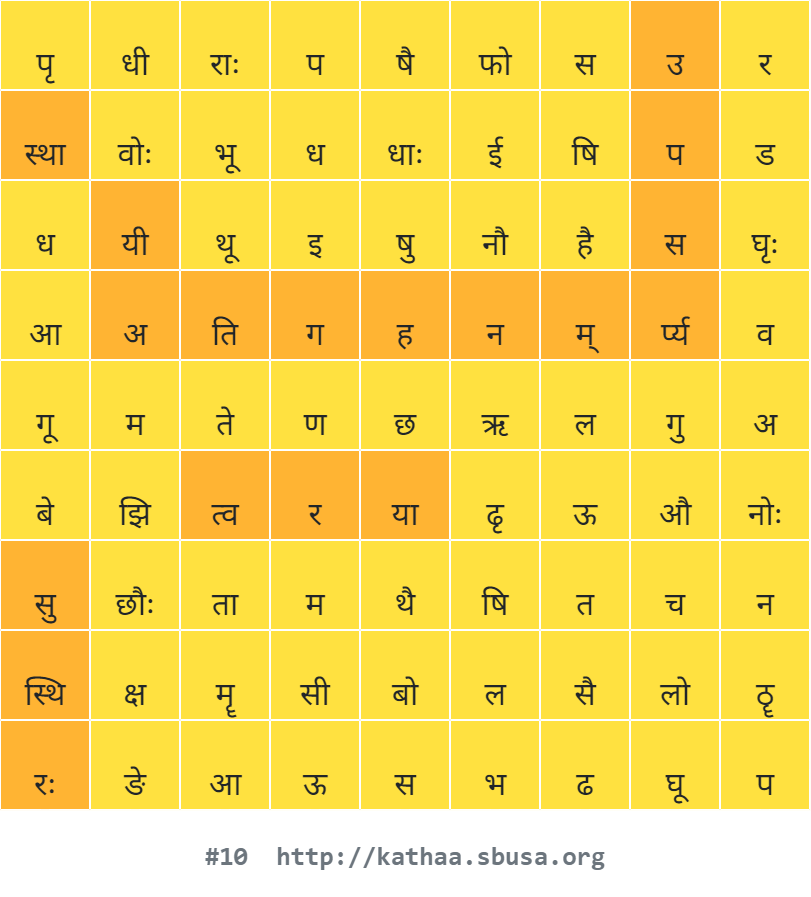 पृ धी राः प षै फो स उ र
स्था वोः भू ध धाः ई षि प ड
ध यी थू इ षु नौ है स घृः
आ अ ति ग ह न म् र्प्य व
गू म ते ण छ ऋ ल गु अ
बे झि त्व र या ढृ ऊ औ नोः
सु छौः ता म थै षि त च न
स्थि क्ष मॄ सी बो ल सै लो ठॄ
रः ङे आ ऊ स भ ढ घू प
#10 http://kathaa.sbusa.org